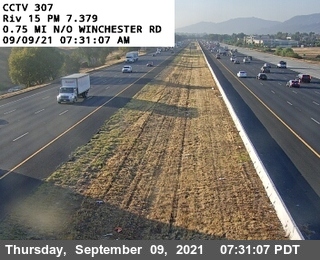 CCTV 307
Riv 15 PM 7.379
0.75 MI N/O WINCHESTER RD
09/09/21 07:31:07 AM
Thursday, September 09, 2021 07:31:07 PDT